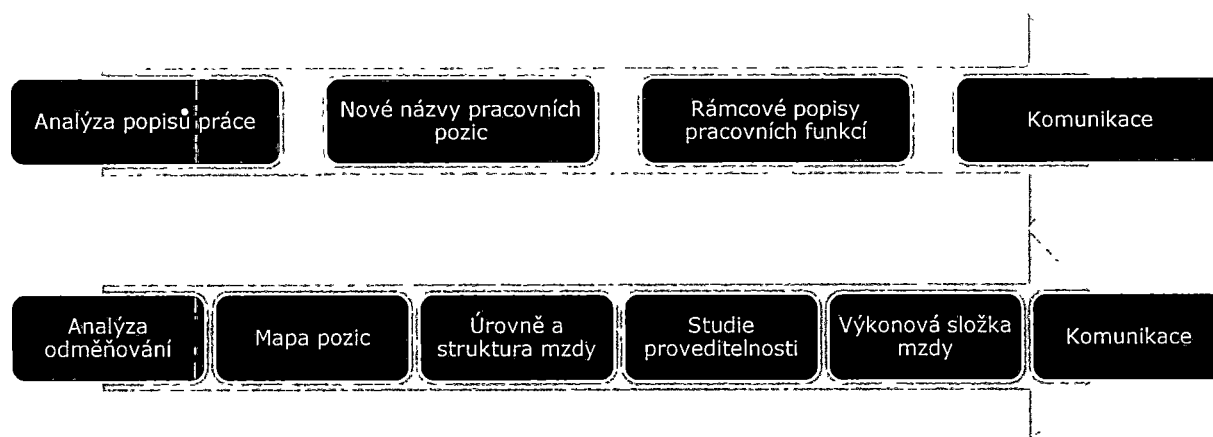 Analýza popisů práce
Nové názvy pracovních
pozic
Rámcové popisy
pracovních funkcí
Komunikace
Analýza
odměňování
Mapa pozic
Úrovně a
struktura mzdy
Studie
proveditelnosti
Výkonová složka
mzdy
Komunikace